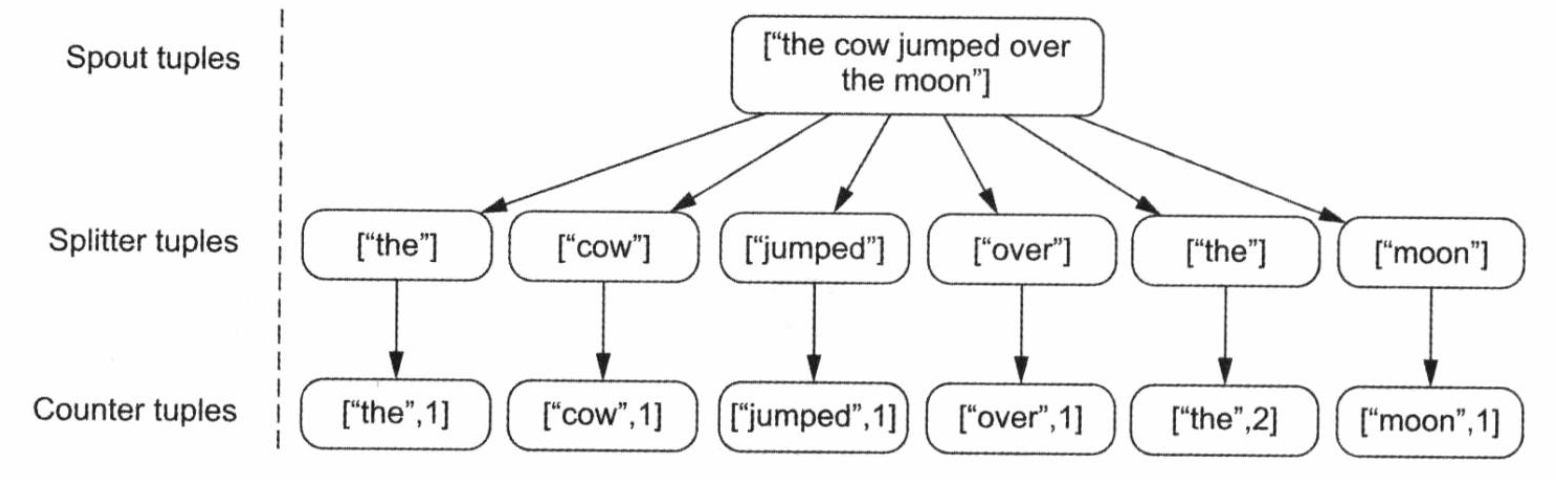 Spout tuples
[“the cow jumped over
the moon”]
Splitter tuples
[“the”]
[“cow”]
[“jumped”]
[“over”]
[“the”]
[“moon”]
Counter tuples
[“the”,1]
[“cow”,1]
[“jumped”,1]
[“over”,1]
[“the”,2]
[“moon”,1]